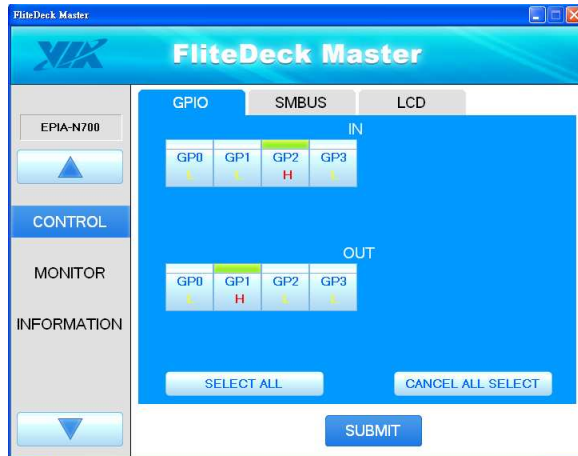 FliteDeck Master
VIA FliteDeck Master
GPIO SMBUS LCD
EPIA-N700
IN
GP0 GP1 GP2 GP3
L L H L
CONTROL
MONITOR
INFORMATION
OUT
GP0 GP1 GP2 GP3
L H L L
SELECT ALL CANCEL ALL SELECT
SUBMIT